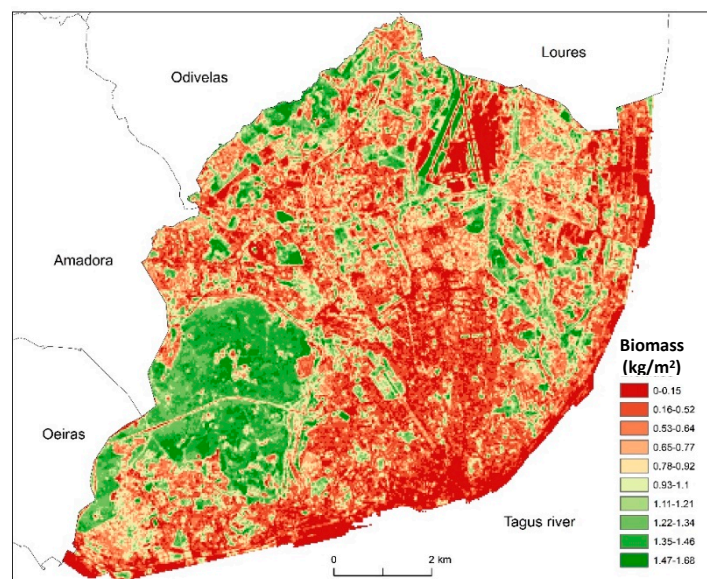 Odivelas
Loures
Amadora
Oeiras
Tagus river
Biomass
(kg/m²)
0-0.15
0.16-0.52
0.53-0.64
0.65-0.77
0.78-0.92
0.93-1.1
1.11-1.21
1.22-1.34
1.35-1.46
1.47-1.68
0 2 km